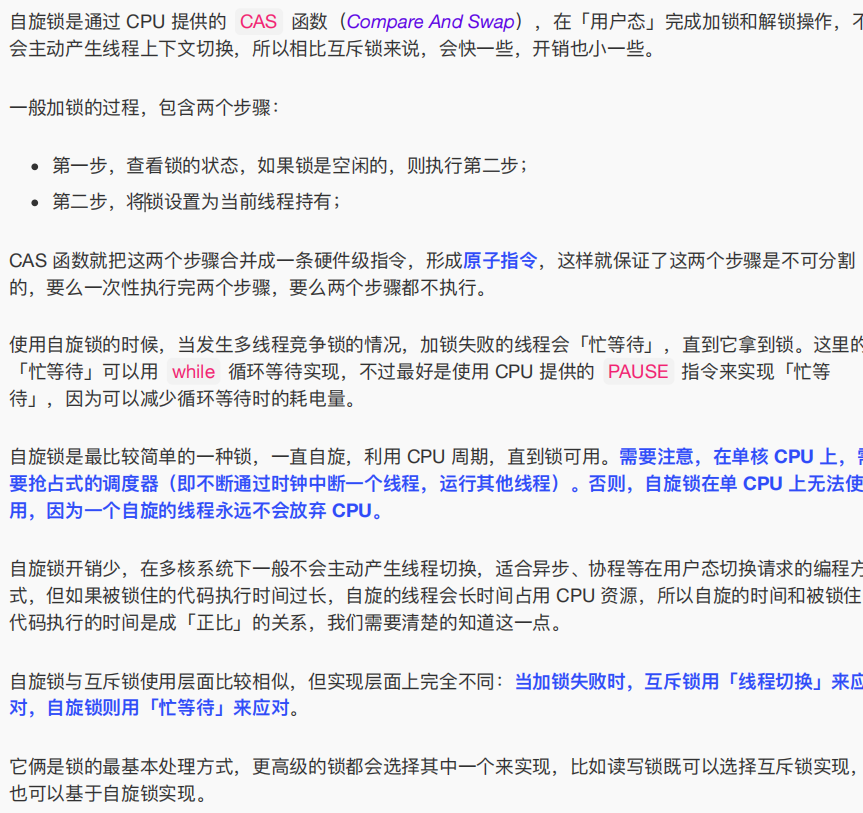 自旋锁是通过 CPU 提供的 CAS 函数（Compare And Swap），在「用户态」完成加锁和解锁操作，不
会主动产生线程上下文切换，所以相比互斥锁来说，会快一些，开销也小一些。
一般加锁的过程，包含两个步骤：
第一步，查看锁的状态，如果锁是空闲的，则执行第二步；
第二步，将锁设置为当前线程持有；
CAS 函数就把这两个步骤合并成一条硬件级指令，形成原子指令，这样就保证了这两个步骤是不可分割
的，要么一次性执行完两个步骤，要么两个步骤都不执行。
使用自旋锁的时候，当发生多线程竞争锁的情况，加锁失败的线程会「忙等待」，直到它拿到锁。这里的
「忙等待」可以用 while 循环等待实现，不过最好是使用 CPU 提供的 PAUSE 指令来实现「忙等
待」，因为可以减少循环等待时的耗电量。
自旋锁是最比较简单的一种锁，一直自旋，利用 CPU 周期，直到锁可用。需要注意，在单核 CPU 上，需
要抢占式的调度器（即不断通过时钟中断一个线程，运行其他线程）。否则，自旋锁在单 CPU 上无法使
用，因为一个自旋的线程永远不会放弃 CPU。
自旋锁开销少，在多核系统下一般不会主动产生线程切换，适合异步、协程等在用户态切换请求的编程方
式，但如果被锁住的代码执行时间过长，自旋的线程会长时间占用 CPU 资源，所以自旋的时间和被锁住
代码执行的时间是成「正比」的关系，我们需要清楚的知道这一点。
自旋锁与互斥锁使用层面比较相似，但实现层面上完全不同：当加锁失败时，互斥锁用「线程切换」来应
对，自旋锁则用「忙等待」来应对。
它俩是锁的最基本处理方式，更高级的锁都会选择其中一个来实现，比如读写锁既可以选择互斥锁实现，
也可以基于自旋锁实现。